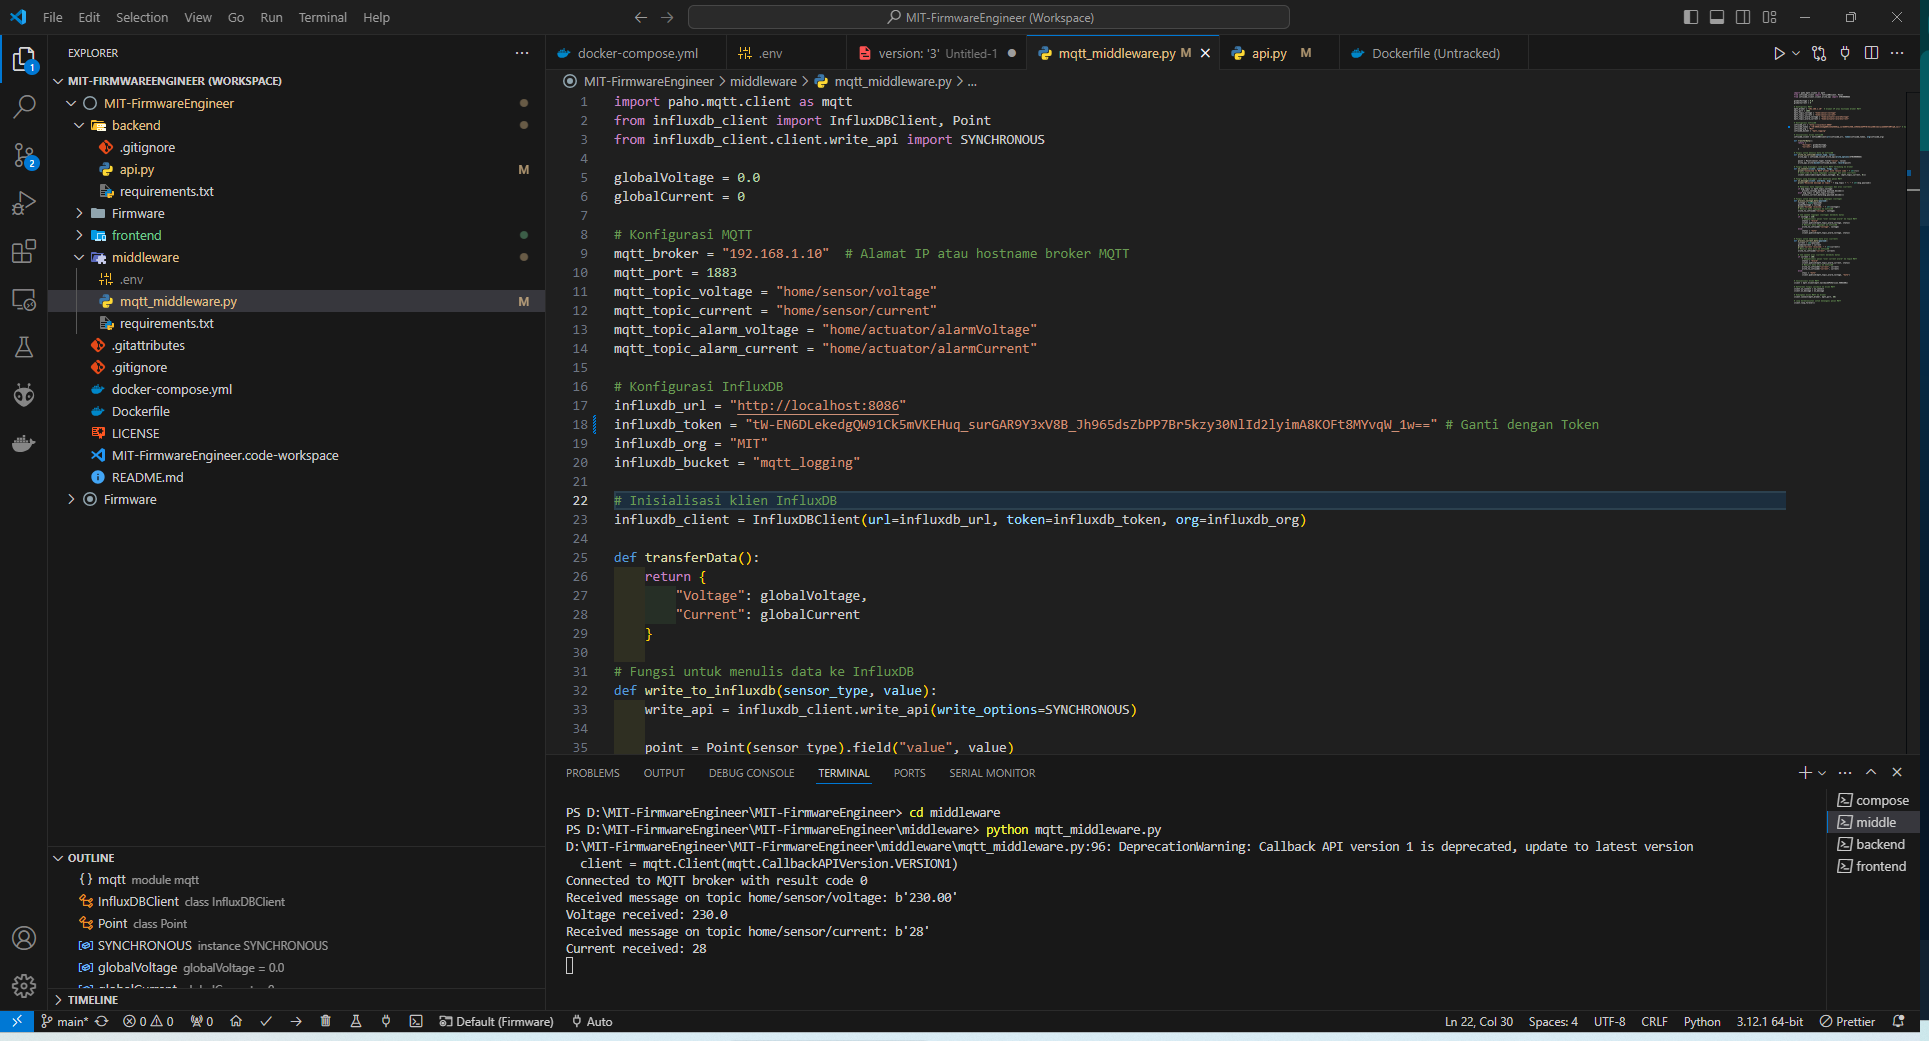 File Edit Selection View Go Run Terminal Help
MIT-FirmwareEngineer (Workspace)
EXPLORER
MIT-FIRMWAREENGINEER (WORKSPACE)
MIT-FirmwareEngineer
backend
.gitignore
api.py M
requirements.txt
Firmware
frontend
middleware
.env
mqtt_middleware.py M
requirements.txt
.gitattributes
.gitignore
docker-compose.yml
Dockerfile
LICENSE
MIT-FirmwareEngineer.code-workspace
README.md
Firmware
1
2
OUTLINE
mqtt module mqtt
InfluxDBClient class InfluxDBClient
Point class Point
SYNCHRONOUS instance SYNCHRONOUS
globalVoltage globalVoltage = 0.0
TIMELINE
docker-compose.yml .env version: '3' Untitled-1 mqtt_middleware.py M api.py M Dockerfile (Untracked)
MIT-FirmwareEngineer > middleware > mqtt_middleware.py > ...
1 import paho.mqtt.client as mqtt
2 from influxdb_client import InfluxDBClient, Point
3 from influxdb_client.client.write_api import SYNCHRONOUS
4
5 globalVoltage = 0.0
6 globalCurrent = 0
7
8 # Konfigurasi MQTT
9 mqtt_broker = "192.168.1.10" # Alamat IP atau hostname broker MQTT
10 mqtt_port = 1883
11 mqtt_topic_voltage = "home/sensor/voltage"
12 mqtt_topic_current = "home/sensor/current"
13 mqtt_topic_alarm_voltage = "home/actuator/alarmVoltage"
14 mqtt_topic_alarm_current = "home/actuator/alarmCurrent"
15
16 # Konfigurasi InfluxDB
17 influxdb_url = "http://localhost:8086"
18 influxdb_token = "tW-EN6DLekedgQW91Ck5mVKEHuq_surGAR9Y3xV8B_Jh965dsZbPP7Br5kzy30NlId2lyimA8KOFt8MYvqW_1w==" # Ganti dengan Token
19 influxdb_org = "MIT"
20 influxdb_bucket = "mqtt_logging"
21
22 # Inisialisasi klien InfluxDB
23 influxdb_client = InfluxDBClient(url=influxdb_url, token=influxdb_token, org=influxdb_org)
24
25 def transferData():
26 return {
27 "Voltage": globalVoltage,
28 "Current": globalCurrent
29 }
30
31 # Fungsi untuk menulis data ke InfluxDB
32 def write_to_influxdb(sensor_type, value):
33 write_api = influxdb_client.write_api(write_options=SYNCHRONOUS)
34
35 point = Point(sensor_type).field("value", value)
PROBLEMS OUTPUT DEBUG CONSOLE TERMINAL PORTS SERIAL MONITOR
PS D:\MIT-FirmwareEngineer\MIT-FirmwareEngineer> cd middleware
PS D:\MIT-FirmwareEngineer\MIT-FirmwareEngineer\middleware> python mqtt_middleware.py
D:\MIT-FirmwareEngineer\MIT-FirmwareEngineer\middleware\mqtt_middleware.py:96: DeprecationWarning: Callback API version 1 is deprecated, update to latest version
client = mqtt.Client(mqtt.CallbackAPIVersion.VERSION1)
Connected to MQTT broker with result code 0
Received message on topic home/sensor/voltage: b'230.00'
Voltage received: 230.0
Received message on topic home/sensor/current: b'28'
Current received: 28
compose
middle
backend
frontend
main* 0 0 0 Default (Firmware) Auto
Ln 22, Col 30 Spaces: 4 UTF-8 CRLF Python 3.12.1 64-bit Prettier